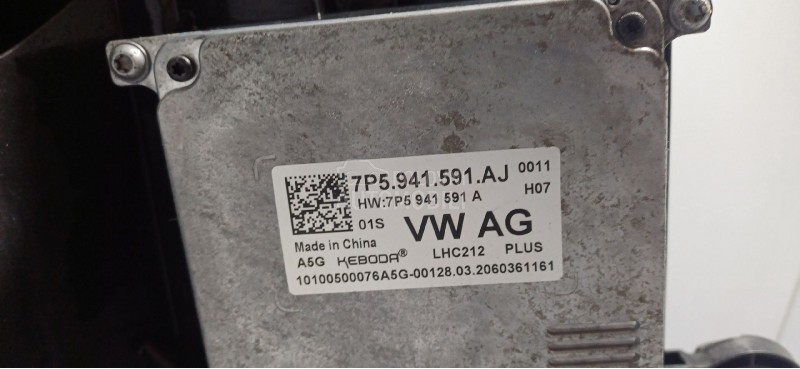 7P5.941.591.AJ 0011
HW:7P5 941 591 A H07
01S VW AG
Made in China
A5G KEBODA® LHC212 PLUS
10100500076A5G-00128.03.2060361161